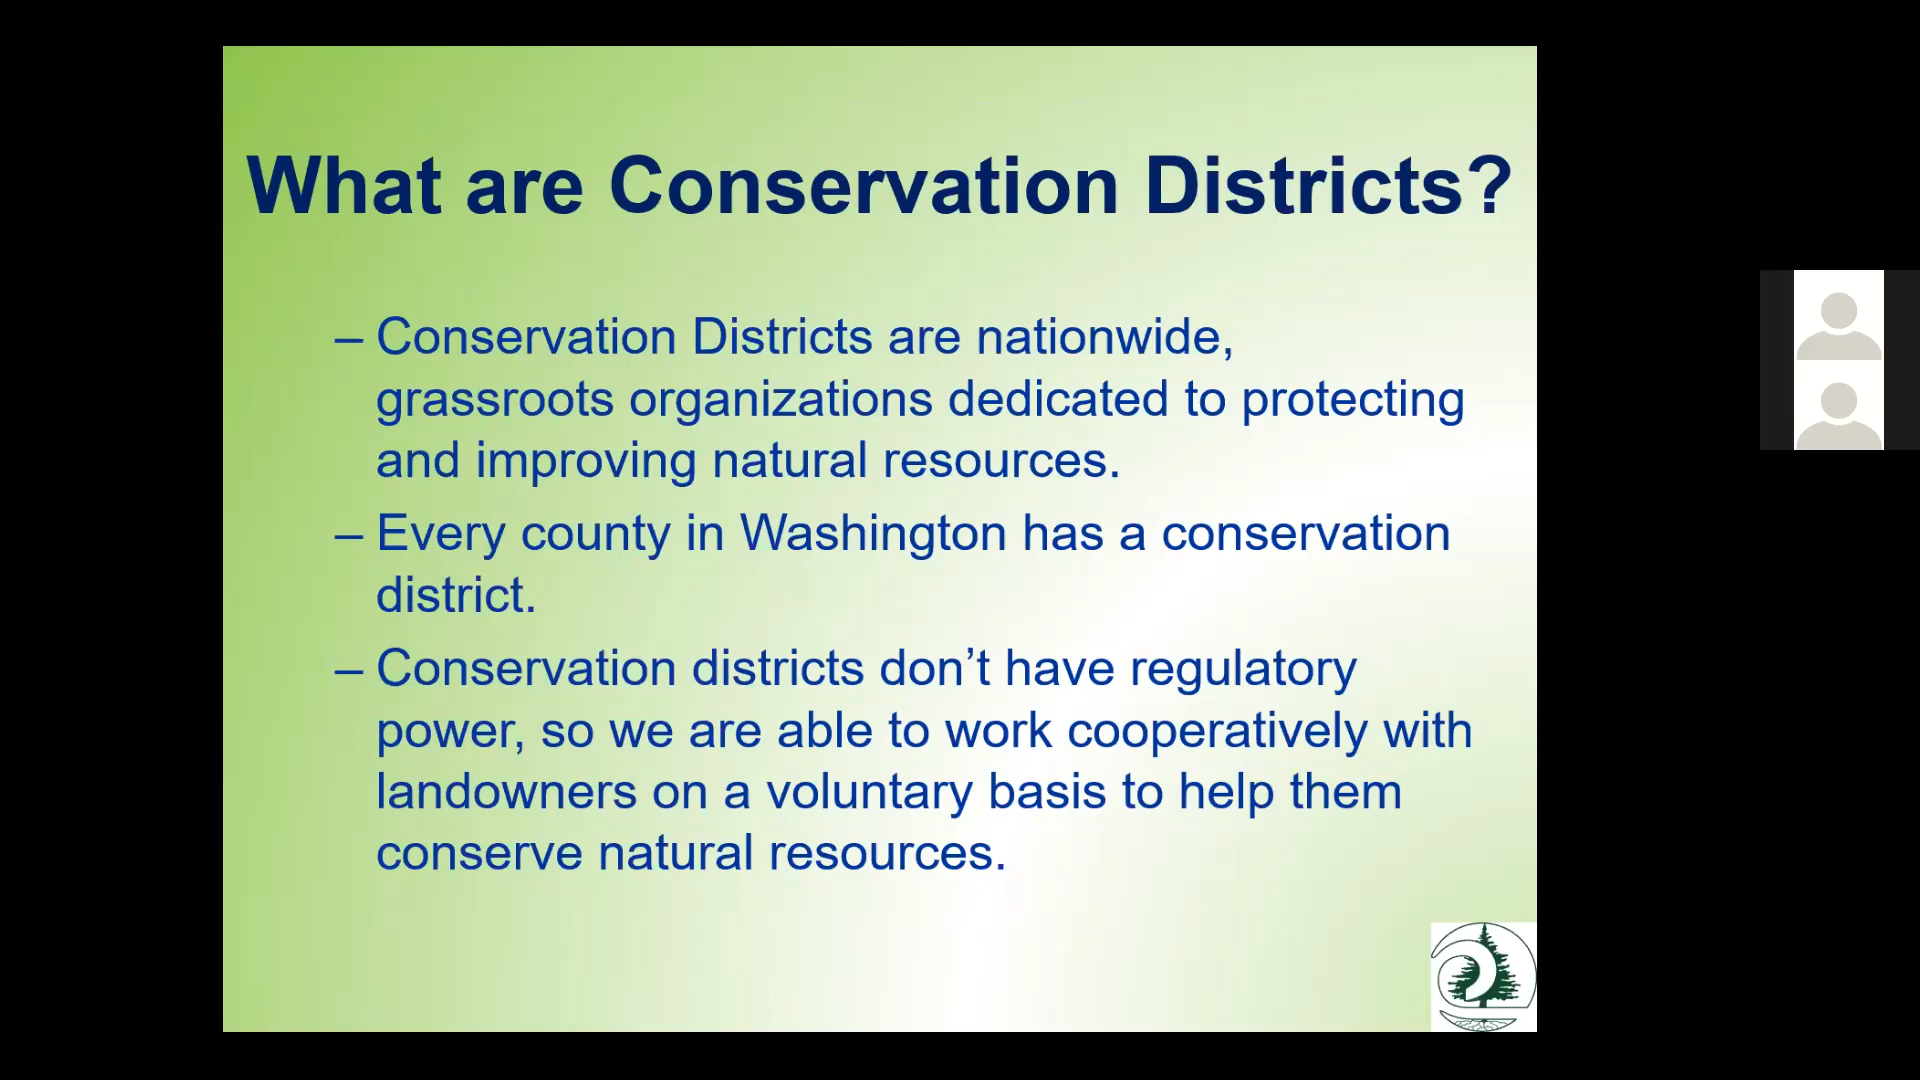 What are Conservation Districts?
– Conservation Districts are nationwide,
grassroots organizations dedicated to protecting
and improving natural resources.
– Every county in Washington has a conservation
district.
– Conservation districts don’t have regulatory
power, so we are able to work cooperatively with
landowners on a voluntary basis to help them
conserve natural resources.